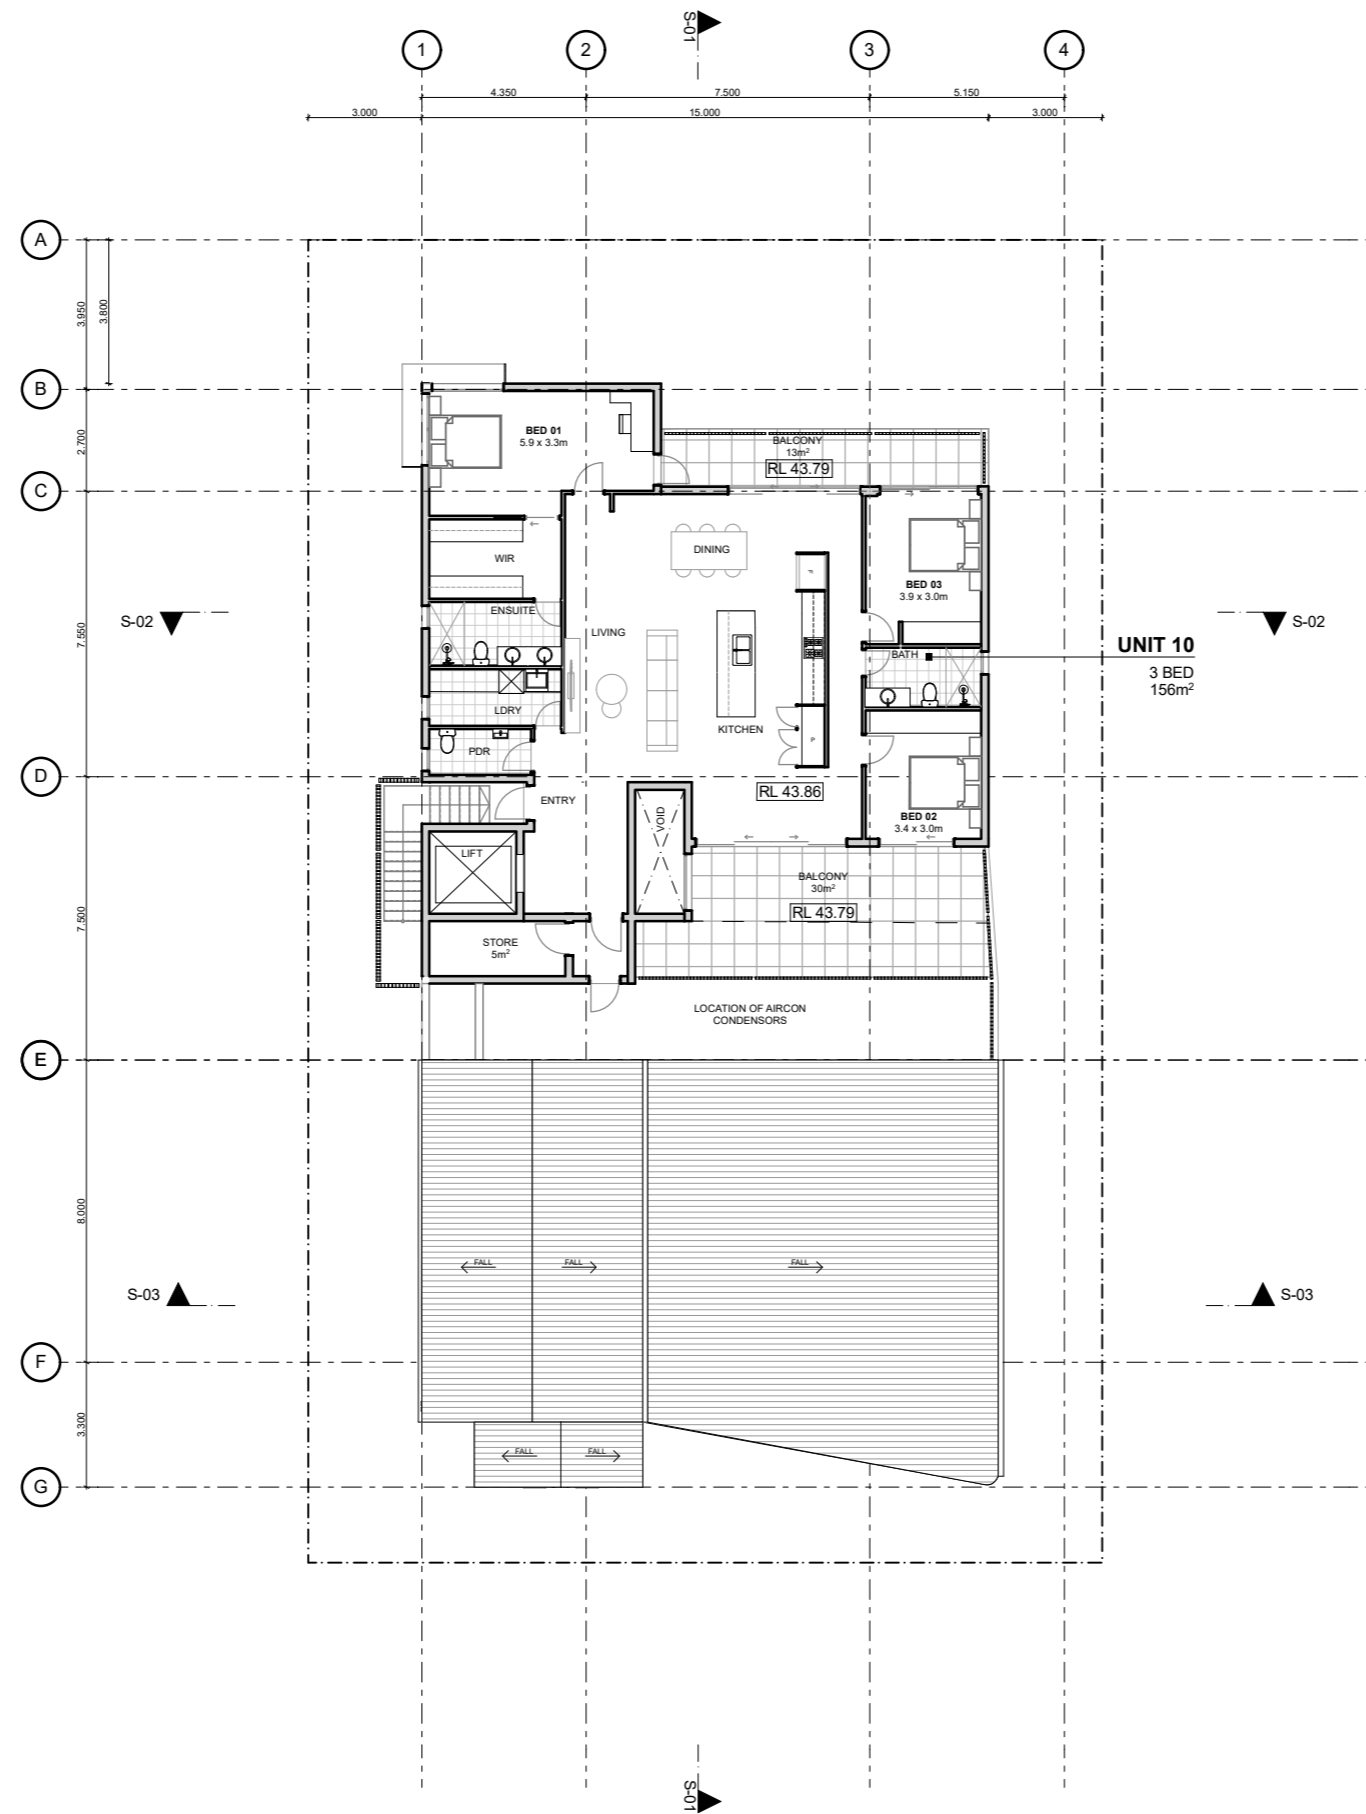 S-01
1
2
3
4
4.350
7.500
5.150
3.000
15.000
3.000
A
3.950
3.800
B
BED 01
5.9 x 3.3m
2.700
BALCONY
13m²
RL 43.79
C
DINING
F
WIR
BED 03
3.9 x 3.0m
ENSUITE
S-02
S-02
7.550
LIVING
UNIT 10
3 BED
156m²
BATH
LDRY
KITCHEN
P
PDR
D
RL 43.86
ENTRY
VOID
BED 02
3.4 x 3.0m
LIFT
BALCONY
30m²
RL 43.79
7.500
STORE
5m²
LOCATION OF AIRCON
CONDENSORS
E
8.000
FALL
FALL
FALL
S-03
S-03
F
3.300
FALL
FALL
G
S-01